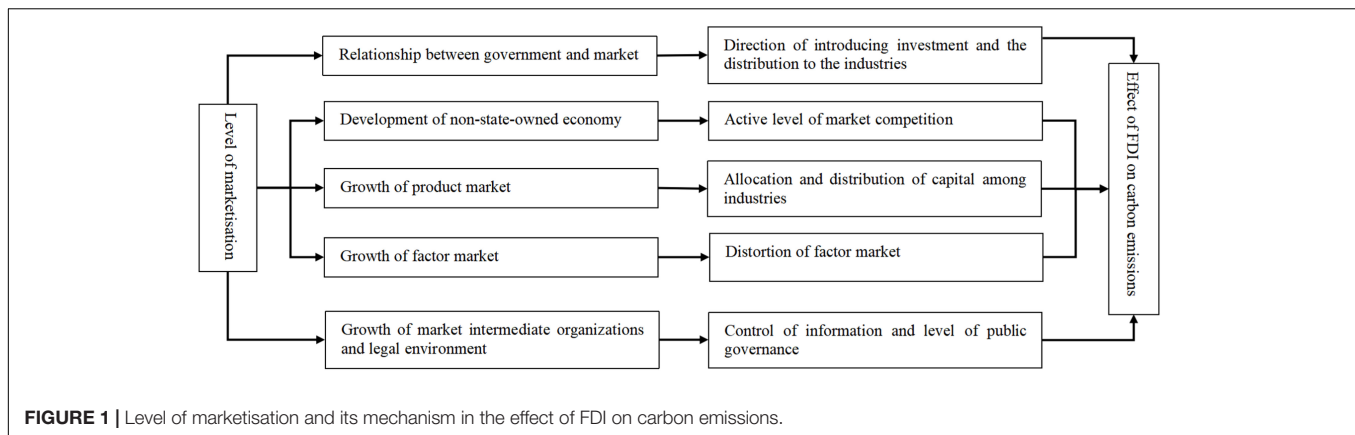 Level of marketisation
Relationship between government and market
Direction of introducing investment and the
distribution to the industries
Development of non-state-owned economy
Active level of market competition
Growth of product market
Allocation and distribution of capital among
industries
Growth of factor market
Distortion of factor market
Growth of market intermediate organizations
and legal environment
Control of information and level of public
governance
Effect of FDI on carbon emissions
FIGURE 1 | Level of marketisation and its mechanism in the effect of FDI on carbon emissions.